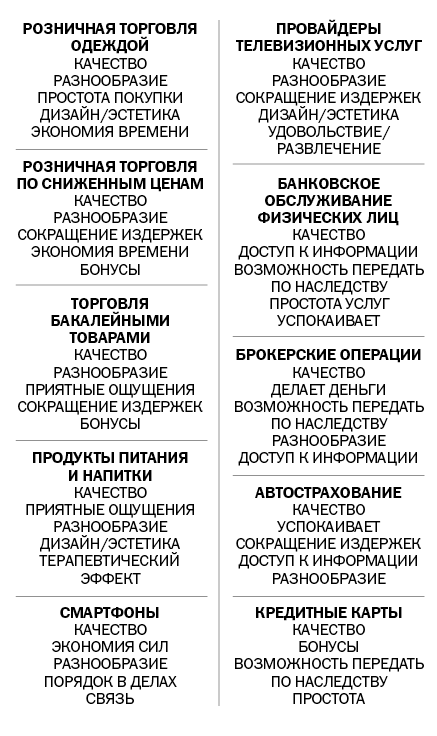 РОЗНИЧНАЯ ТОРГОВЛЯ
ОДЕЖДОЙ
КАЧЕСТВО
РАЗНООБРАЗИЕ
ПРОСТОТА ПОКУПКИ
ДИЗАЙН/ЭСТЕТИКА
ЭКОНОМИЯ ВРЕМЕНИ
РОЗНИЧНАЯ ТОРГОВЛЯ
ПО СНИЖЕННЫМ ЦЕНАМ
КАЧЕСТВО
РАЗНООБРАЗИЕ
СОКРАЩЕНИЕ ИЗДЕРЖЕК
ЭКОНОМИЯ ВРЕМЕНИ
БОНУСЫ
ТОРГОВЛЯ
БАКАЛЕЙНЫМИ
ТОВАРАМИ
КАЧЕСТВО
РАЗНООБРАЗИЕ
ПРИЯТНЫЕ ОЩУЩЕНИЯ
СОКРАЩЕНИЕ ИЗДЕРЖЕК
БОНУСЫ
ПРОДУКТЫ ПИТАНИЯ
И НАПИТКИ
КАЧЕСТВО
ПРИЯТНЫЕ ОЩУЩЕНИЯ
РАЗНООБРАЗИЕ
ДИЗАЙН/ЭСТЕТИКА
ТЕРАПЕВТИЧЕСКИЙ
ЭФФЕКТ
СМАРТФОНЫ
КАЧЕСТВО
ЭКОНОМИЯ СИЛ
РАЗНООБРАЗИЕ
ПОРЯДОК В ДЕЛАХ
СВЯЗЬ
ПРОВАЙДЕРЫ
ТЕЛЕВИЗИОННЫХ УСЛУГ
КАЧЕСТВО
РАЗНООБРАЗИЕ
СОКРАЩЕНИЕ ИЗДЕРЖЕК
ДИЗАЙН/ЭСТЕТИКА
УДОВОЛЬСТВИЕ/
РАЗВЛЕЧЕНИЕ
БАНКОВСКОЕ
ОБСЛУЖИВАНИЕ
ФИЗИЧЕСКИХ ЛИЦ
КАЧЕСТВО
ДОСТУП К ИНФОРМАЦИИ
ВОЗМОЖНОСТЬ ПЕРЕДАТЬ
ПО НАСЛЕДСТВУ
ПРОСТОТА УСЛУГ
УСПОКАИВАЕТ
БРОКЕРСКИЕ ОПЕРАЦИИ
КАЧЕСТВО
ДЕЛАЕТ ДЕНЬГИ
ВОЗМОЖНОСТЬ ПЕРЕДАТЬ
ПО НАСЛЕДСТВУ
РАЗНООБРАЗИЕ
ДОСТУП К ИНФОРМАЦИИ
АВТОСТРАХОВАНИЕ
КАЧЕСТВО
УСПОКАИВАЕТ
СОКРАЩЕНИЕ ИЗДЕРЖЕК
ДОСТУП К ИНФОРМАЦИИ
РАЗНООБРАЗИЕ
КРЕДИТНЫЕ КАРТЫ
КАЧЕСТВО
БОНУСЫ
ВОЗМОЖНОСТЬ ПЕРЕДАТЬ
ПО НАСЛЕДСТВУ
ПРОСТОТА